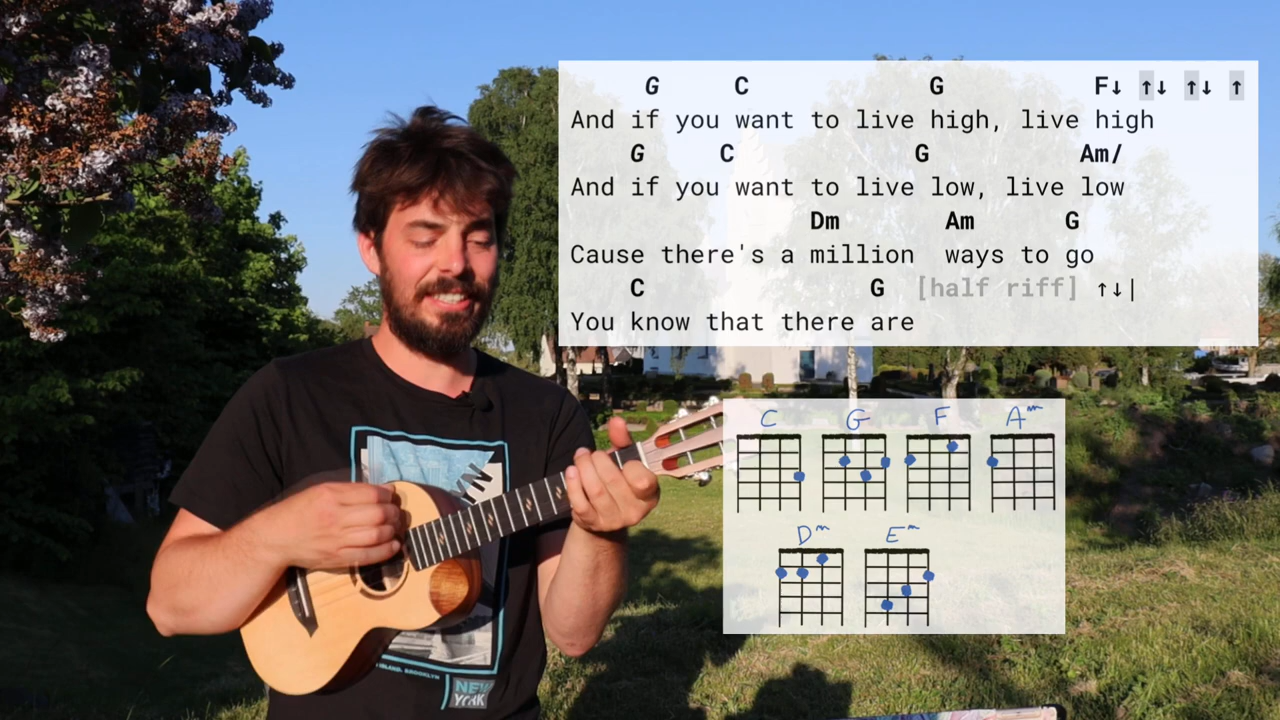 G C G F↓ ↑↓ ↑↓ ↑
And if you want to live high, live high
G C G Am/
And if you want to live low, live low
Dm Am G
Cause there's a million ways to go
C G [half riff] ↑↓|
You know that there are
C G F Am
Dm Em
NEW
YORK